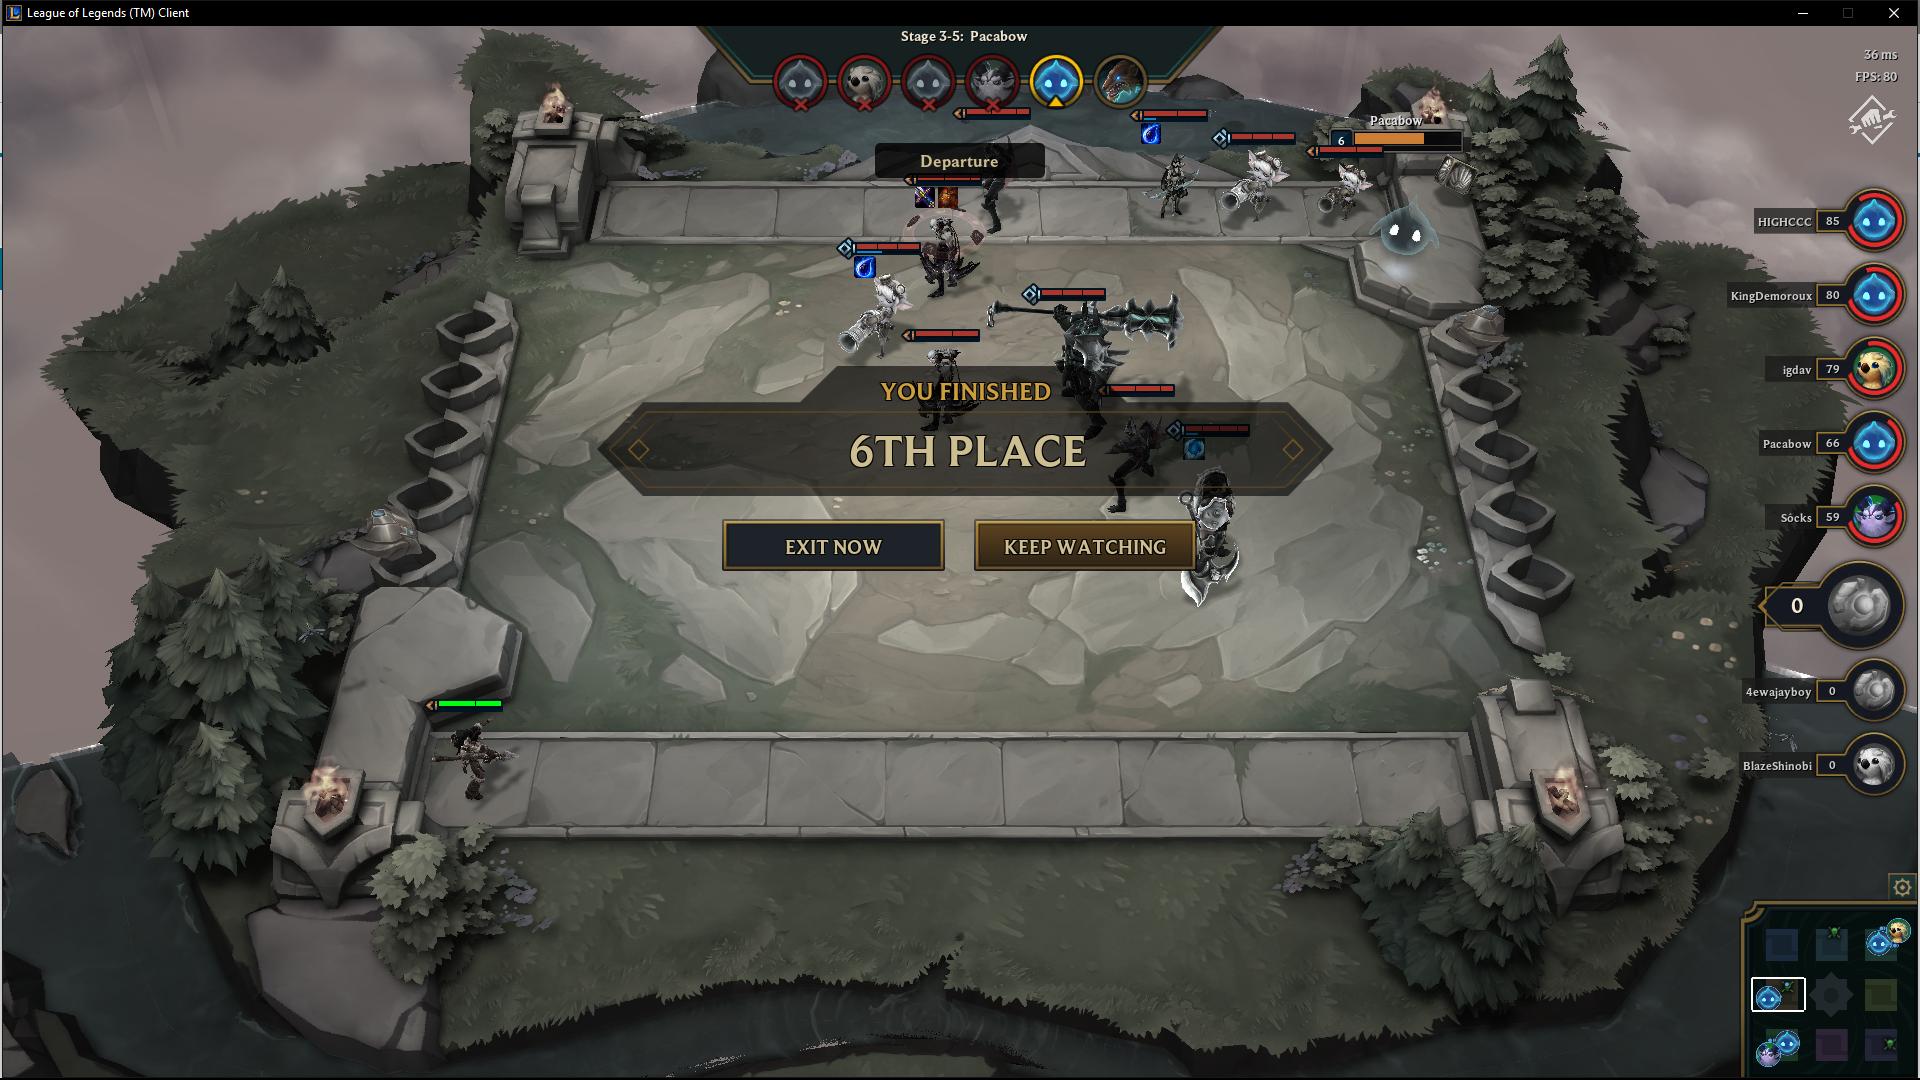 League of Legends (TM) Client
Stage 3-5: Pacabow
36 ms
FPS: 80
Pacabow
6
Departure
HIGHCCC 85
KingDemoroux 80
igdav 79
YOU FINISHED
6TH PLACE
Pacabow 66
Sócks 59
EXIT NOW
KEEP WATCHING
0
4ewajayboy 0
BlazeShinobi 0